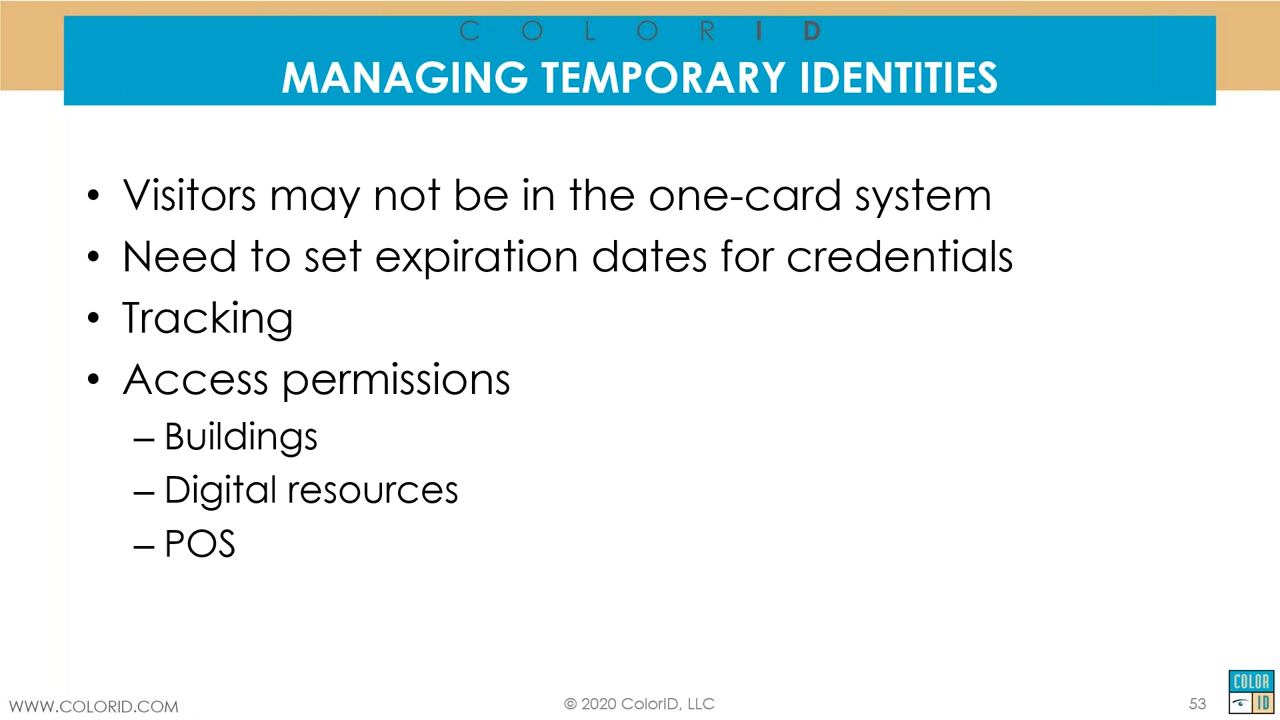 COLORID
MANAGING TEMPORARY IDENTITIES
• Visitors may not be in the one-card system
• Need to set expiration dates for credentials
• Tracking
• Access permissions
– Buildings
– Digital resources
– POS
WWW.COLORID.COM
© 2020 ColorID, LLC
53
COLOR
ID